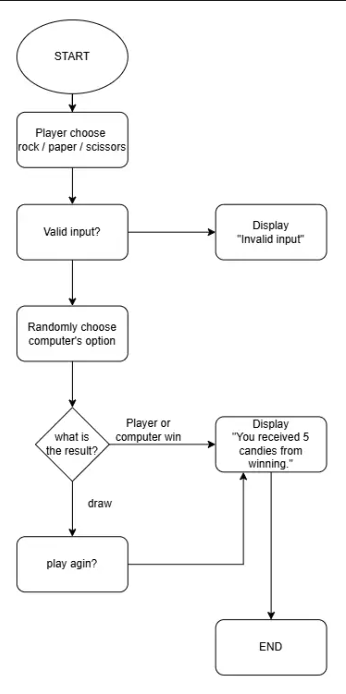 START
Player choose
rock / paper / scissors
Valid input?
Display
"Invalid input"
Randomly choose
computer's option
what is
the result?
Player or
computer win
Display
"You received 5
candies from
winning."
draw
play agin?
END